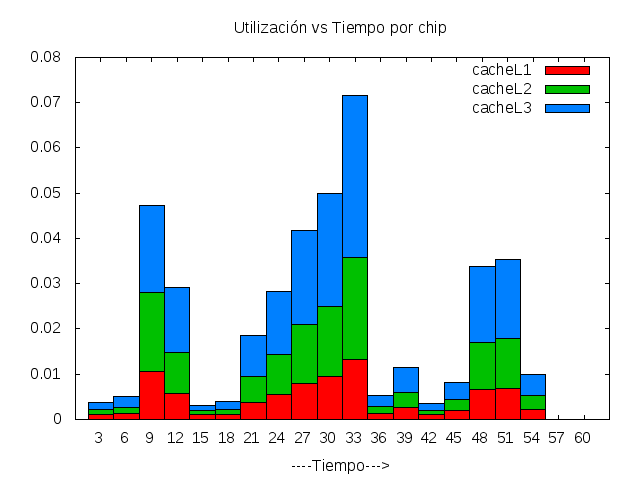 Utilización vs Tiempo por chip
0.08
0.07
0.06
0.05
0.04
0.03
0.02
0.01
0
cacheL1
cacheL2
cacheL3
3 6 9 12 15 18 21 24 27 30 33 36 39 42 45 48 51 54 57 60
----Tiempo--->